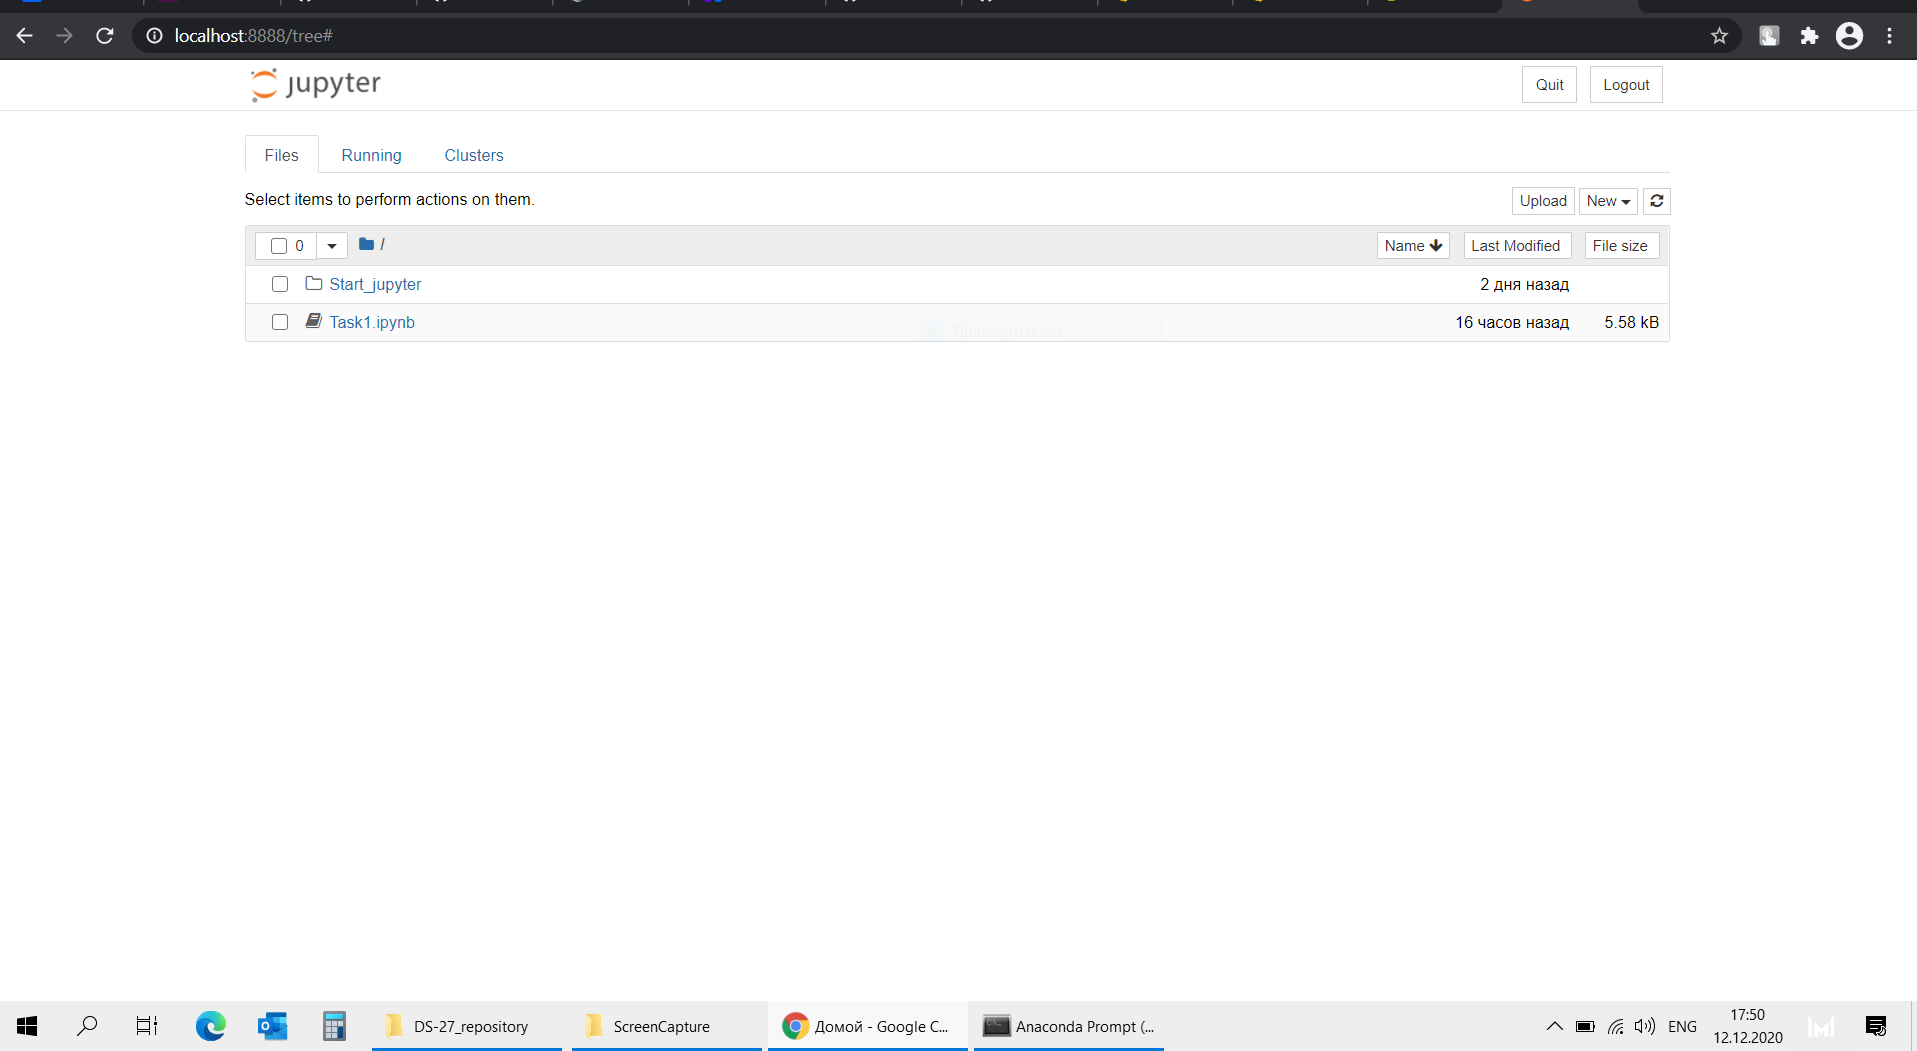 localhost:8888/tree#
jupyter
Quit
Logout
Files
Running
Clusters
Select items to perform actions on them.
Upload
New
0
/
Name
Last Modified
File size
Start_jupyter
2 дня назад
Task1.ipynb
16 часов назад
5.58 kB
Прямоугольник
DS-27_repository
ScreenCapture
Домой - Google C...
Anaconda Prompt (...
ENG
17:50
12.12.2020